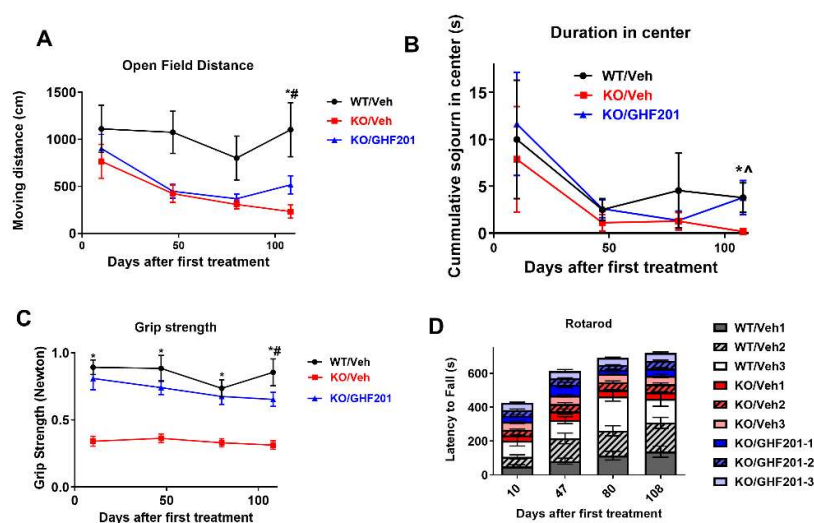 A
Open Field Distance
Moving distance (cm)
1500
1000
500
0
0
50
100
Days after first treatment
*#
WT/Veh
KO/Veh
KO/GHF201
B
Duration in center
Cummulative sojourn in center (s)
15
10
5
0
0
50
100
Days after first treatment
*^
WT/Veh
KO/Veh
KO/GHF201
C
Grip strength
Grip Strength (Newton)
1.0
0.5
0.0
0
50
100
Days after first treatment
*
*
*
*#
WT/Veh
KO/Veh
KO/GHF201
D
Rotarod
Latency to Fall (s)
600
400
200
0
10
47
80
108
Days after first treatment
WT/Veh1
WT/Veh2
WT/Veh3
KO/Veh1
KO/Veh2
KO/Veh3
KO/GHF201-1
KO/GHF201-2
KO/GHF201-3